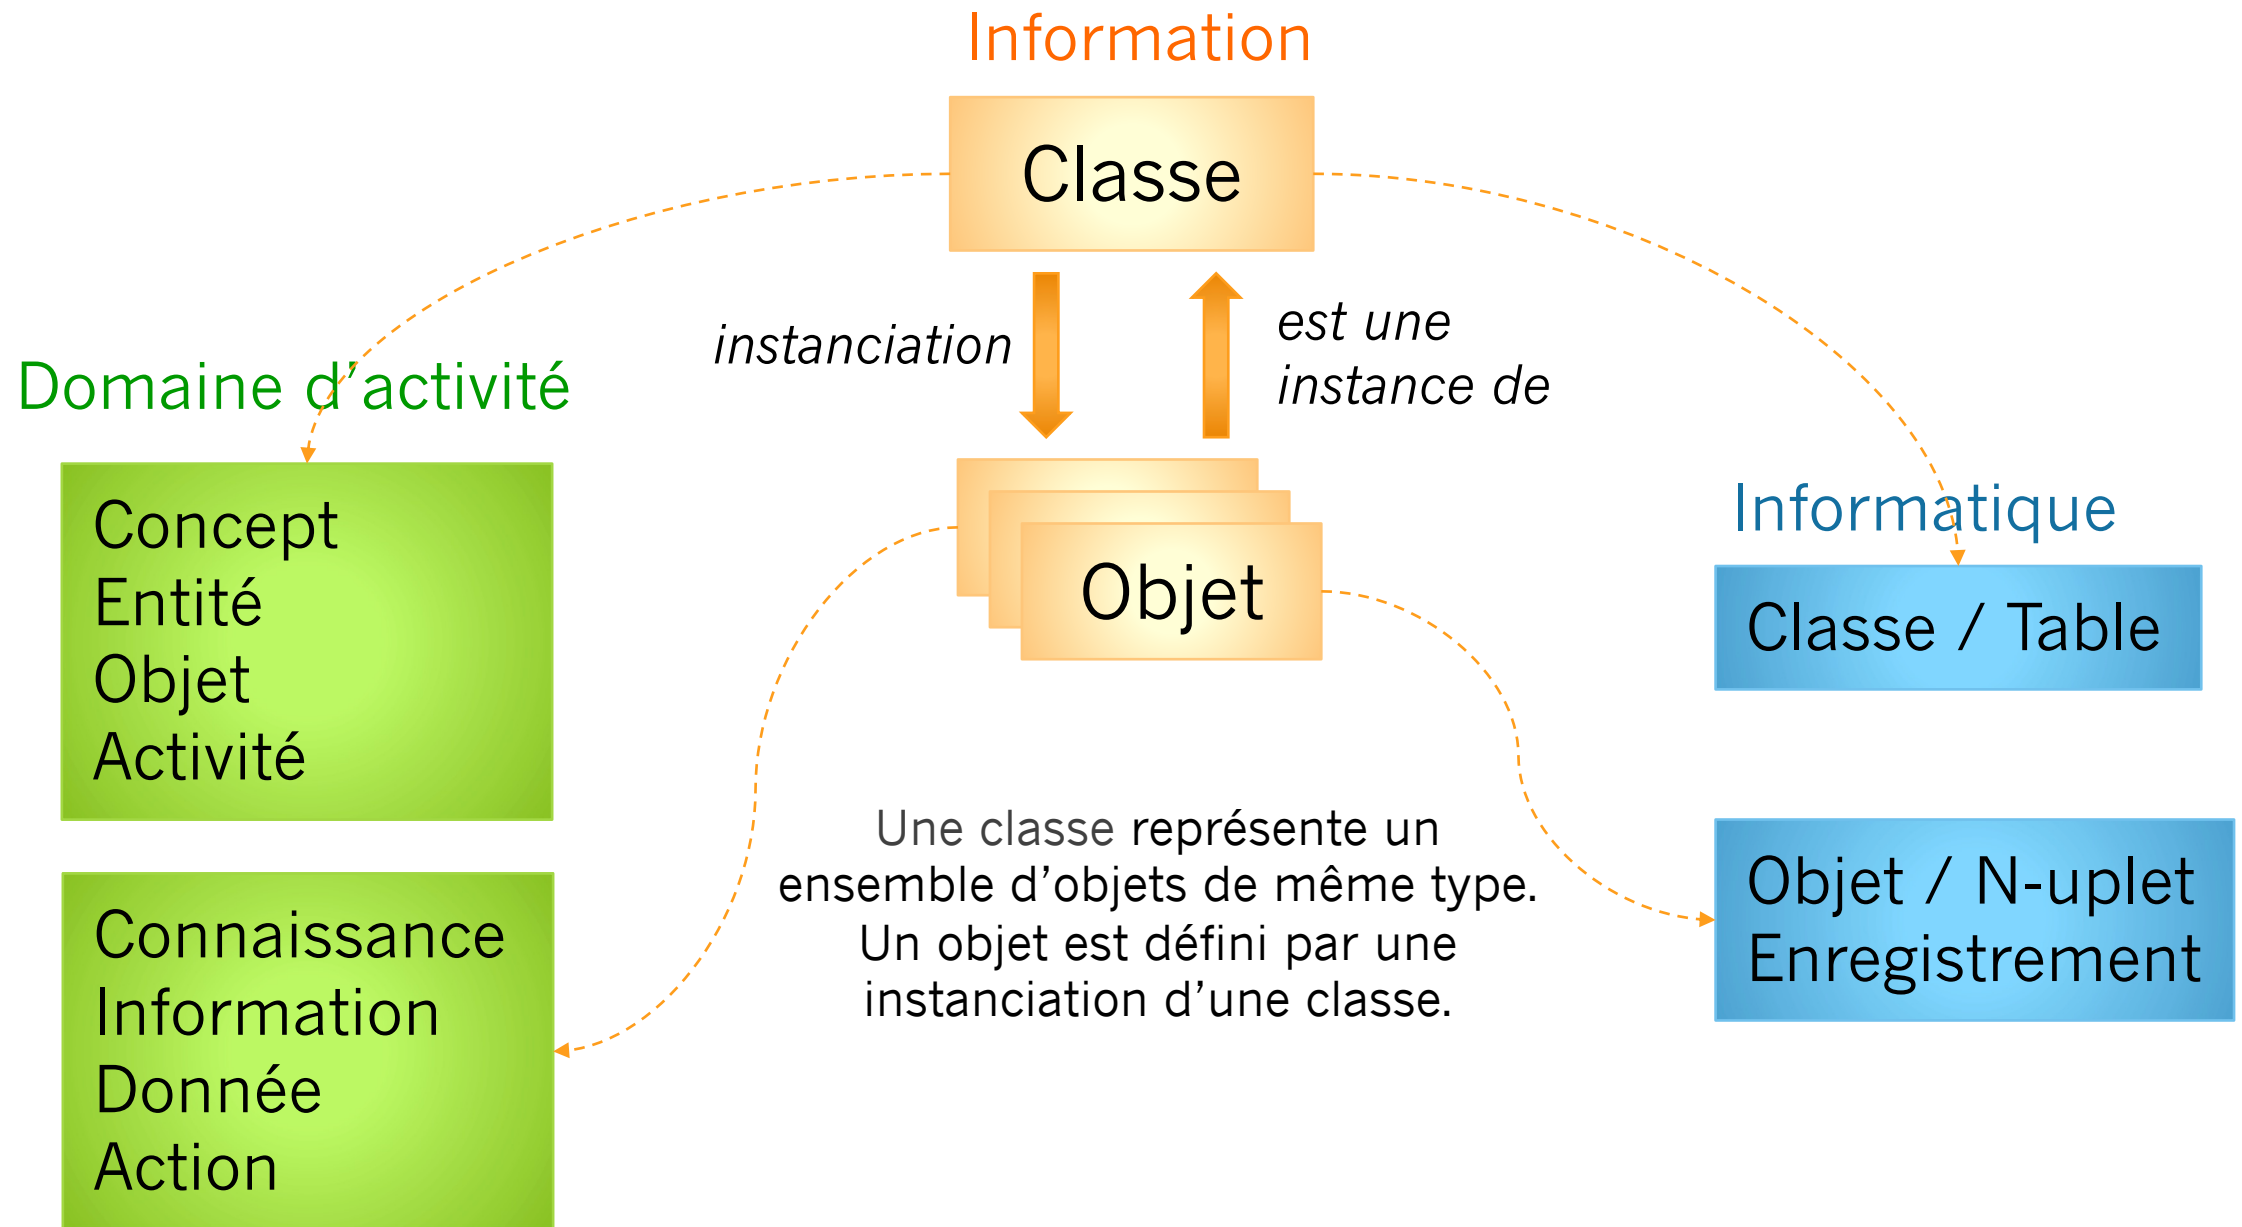 Information
Classe
instanciation
est une
instance de
Objet
Domaine d'activité
Concept
Entité
Objet
Activité
Connaissance
Information
Donnée
Action
Une classe représente un
ensemble d'objets de même type.
Un objet est défini par une
instanciation d'une classe.
Informatique
Classe / Table
Objet / N-uplet
Enregistrement